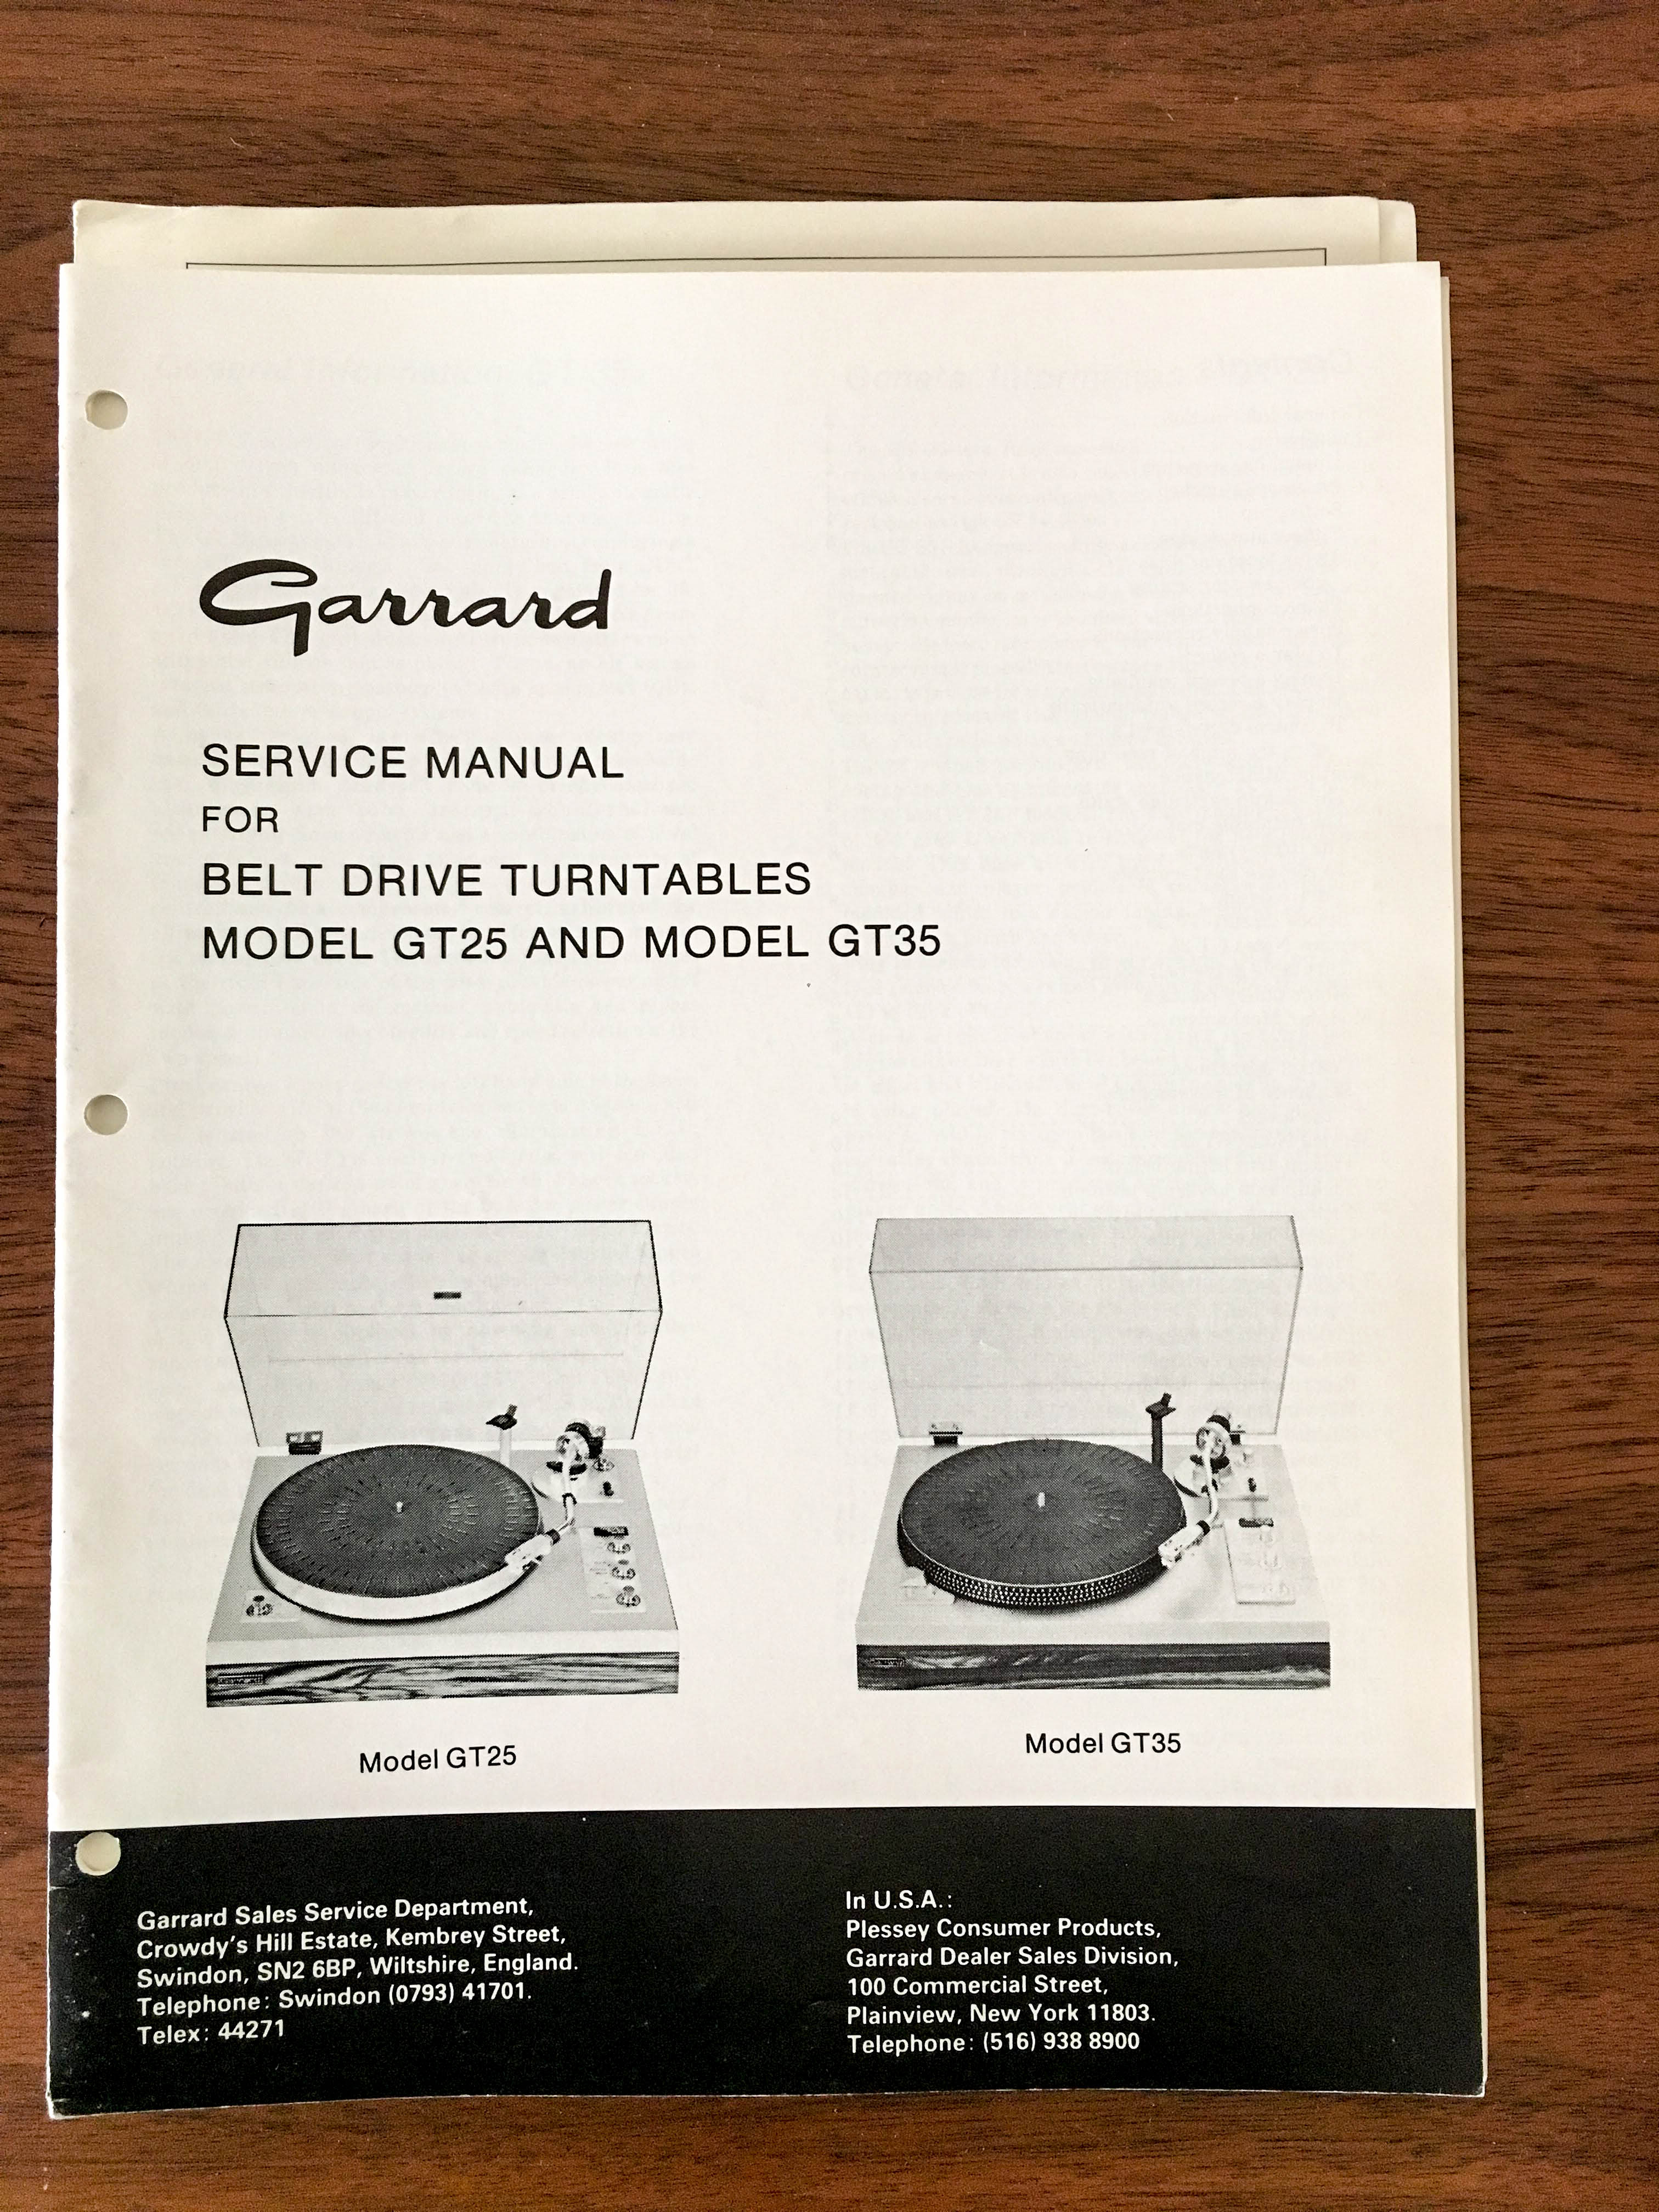 Garrard
SERVICE MANUAL
FOR
BELT DRIVE TURNTABLES
MODEL GT25 AND MODEL GT35
Model GT25
Model GT35
Garrard Sales Service Department,
Crowdy's Hill Estate, Kembrey Street,
Swindon, SN2 6BP, Wiltshire, England.
Telephone: Swindon (0793) 41701.
Telex: 44271
In U.S.A.:
Plessey Consumer Products,
Garrard Dealer Sales Division,
100 Commercial Street,
Plainview, New York 11803.
Telephone: (516) 938 8900